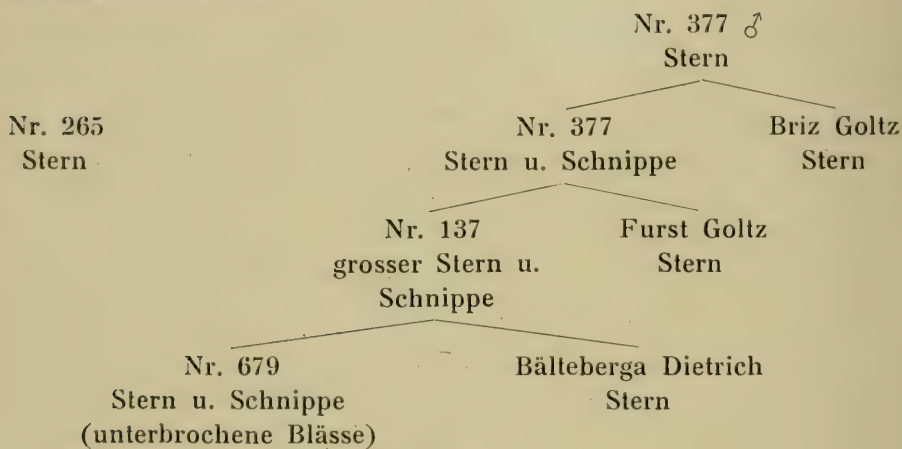 Nr. 377 ♂
Stern
Nr. 265
Stern
Nr. 377
Stern u. Schnippe
Briz Goltz
Stern
Nr. 137
grosser Stern u.
Schnippe
Furst Goltz
Stern
Nr. 679
Stern u. Schnippe
(unterbrochene Blässe)
Bälteberga Dietrich
Stern